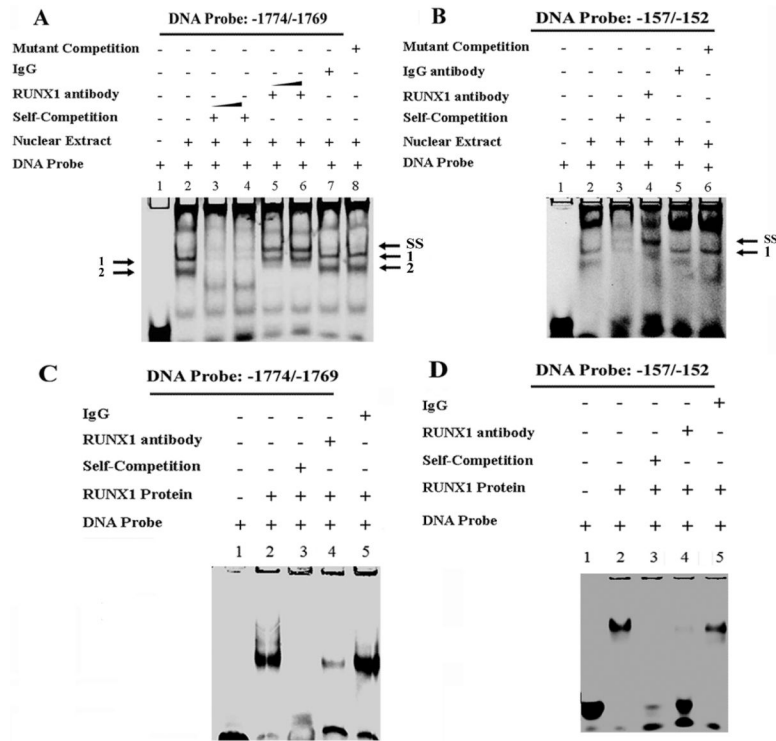 A
DNA Probe: -1774/-1769
Mutant Competition - - - - - - - +
IgG - - - - - - + -
RUNX1 antibody - - - - + + - -
Self-Competition - - + + - - - -
Nuclear Extract - + + + + + + +
DNA Probe + + + + + + + +
1 2 3 4 5 6 7 8
SS
1 1
2 2
B
DNA Probe: -157/-152
Mutant Competition - - - - - +
IgG antibody - - - - + -
RUNX1 antibody - - - + - -
Self-Competition - - + - - -
Nuclear Extract - + + + + +
DNA Probe + + + + + +
1 2 3 4 5 6
SS
1
C
DNA Probe: -1774/-1769
IgG - - - - +
RUNX1 antibody - - - + -
Self-Competition - - + - -
RUNX1 Protein - + + + +
DNA Probe + + + + +
1 2 3 4 5
D
DNA Probe: -157/-152
IgG - - - - +
RUNX1 antibody - - - + -
Self-Competition - - + - -
RUNX1 Protein - + + + +
DNA Probe + + + + +
1 2 3 4 5